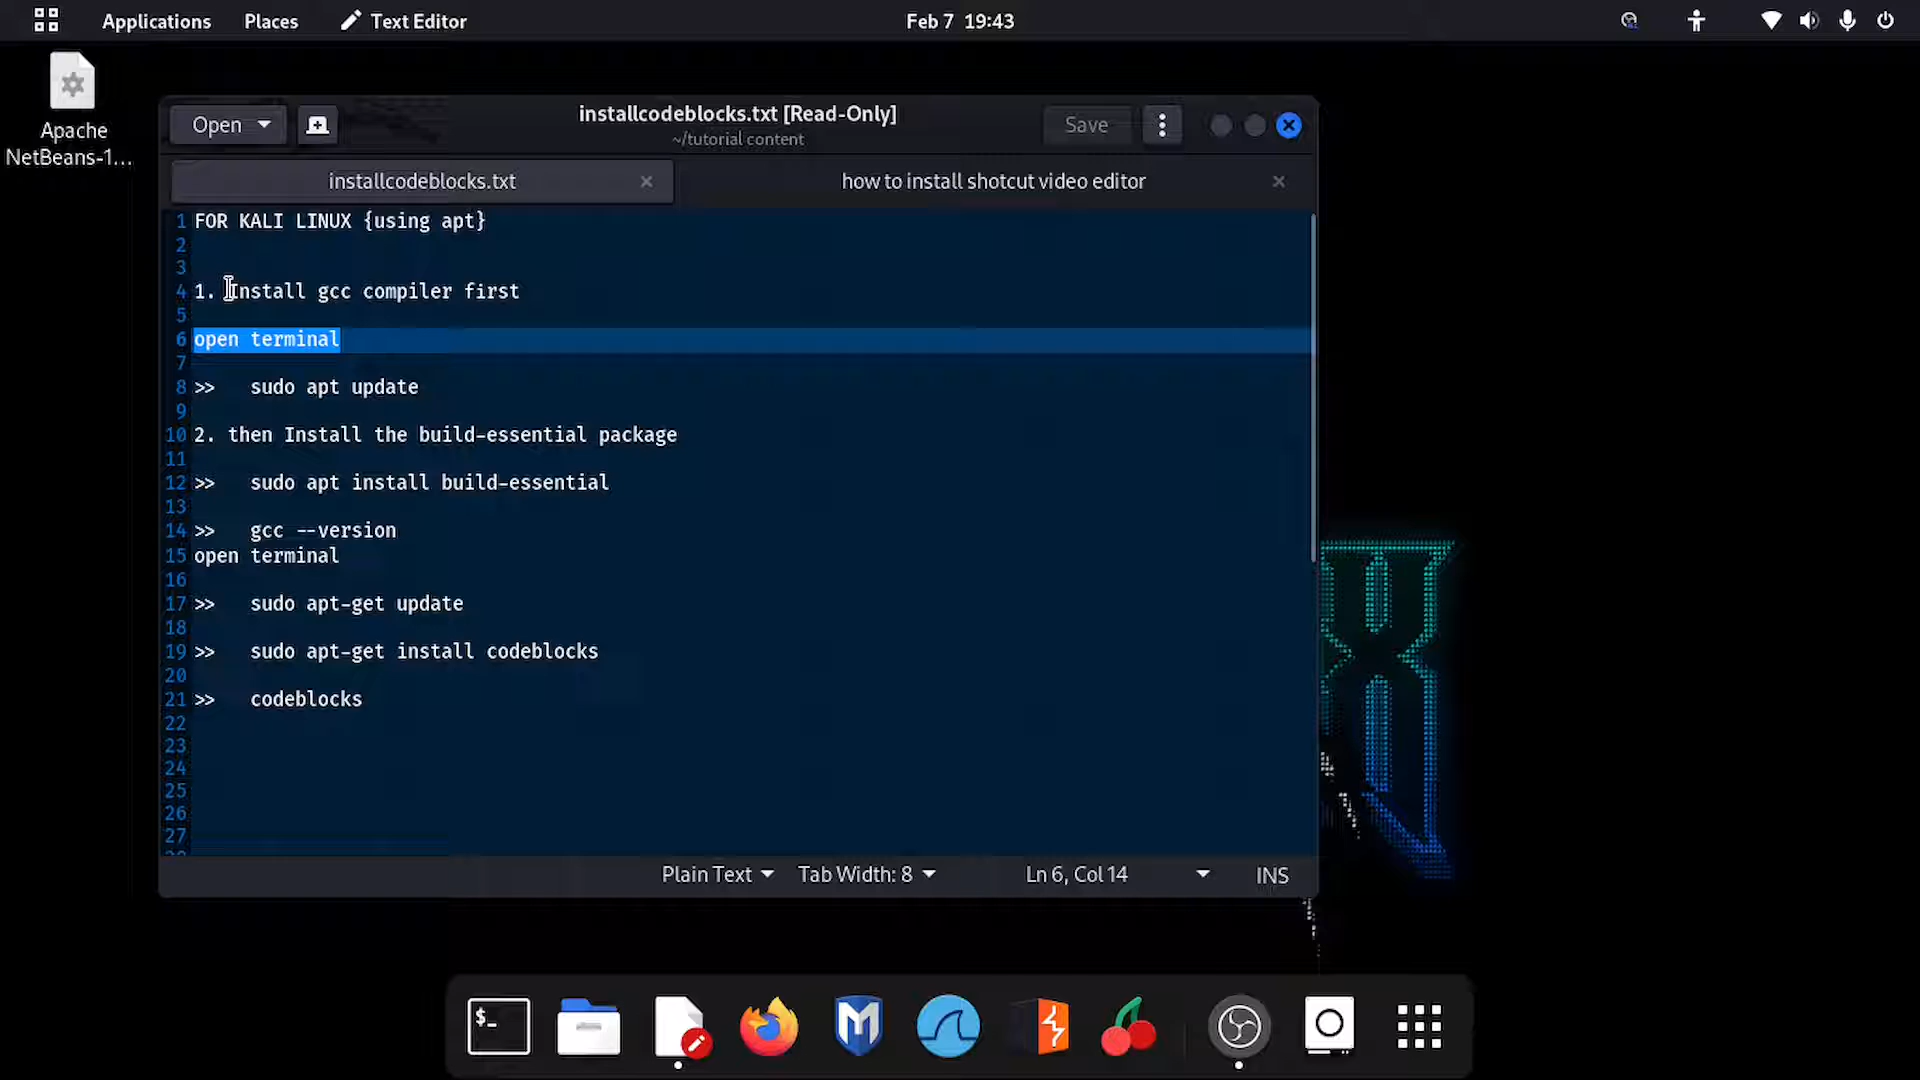 Applications Places Text Editor Feb 7 19:43
Apache
NetBeans-1...
Open installcodeblocks.txt [Read-Only] Save
~/tutorial content
installcodeblocks.txt how to install shotcut video editor
1 FOR KALI LINUX {using apt}
2
3
4 1. Install gcc compiler first
5
6 open terminal
7
8 >> sudo apt update
9
10 2. then Install the build-essential package
11
12 >> sudo apt install build-essential
13
14 >> gcc --version
15 open terminal
16
17 >> sudo apt-get update
18
19 >> sudo apt-get install codeblocks
20
21 >> codeblocks
22
23
24
25
26
27
Plain Text Tab Width: 8 Ln 6, Col 14 INS
$_